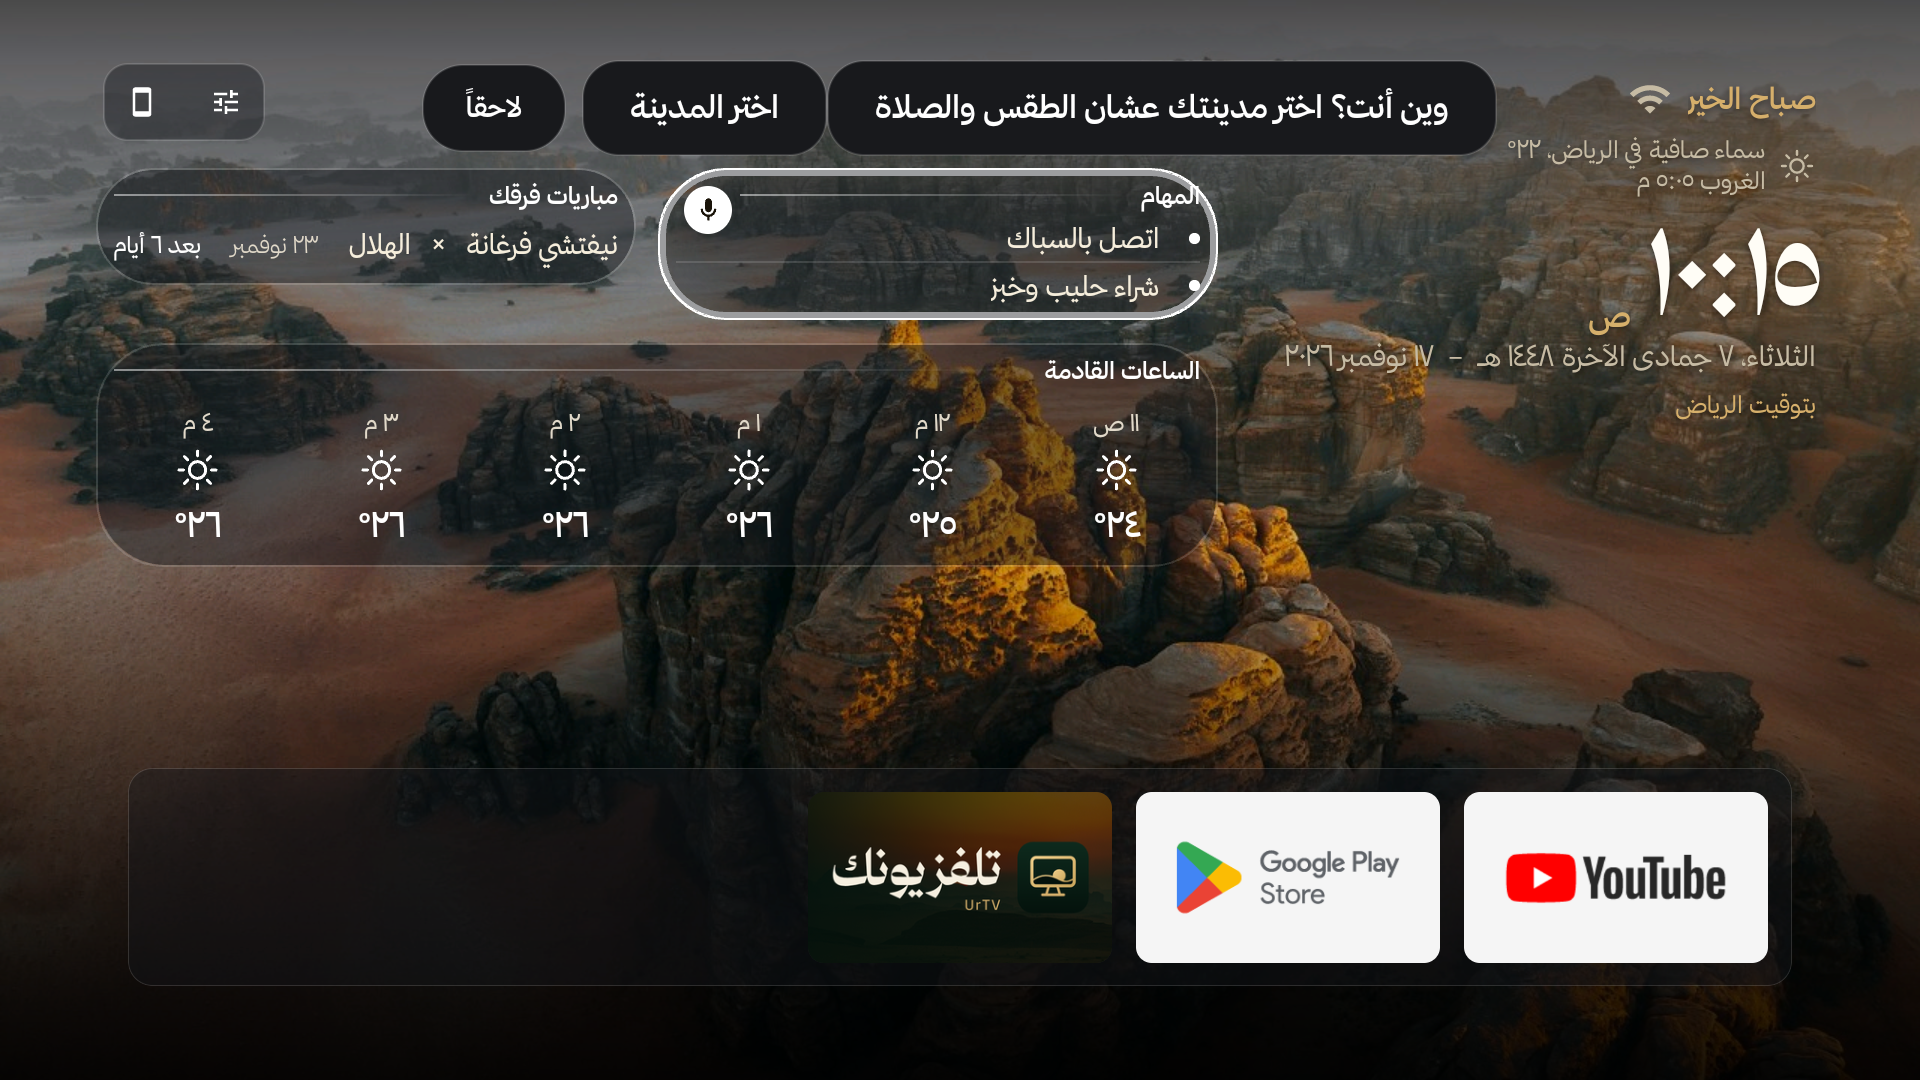 صباح الخير
سماء صافية في الرياض، ٢٢°
الغروب ٥:٠٥ م
١٠:١٥ ص
الثلاثاء، ٧ جمادى الآخرة ١٤٤٨ هـ – ١٧ نوفمبر ٢٠٢٦
بتوقيت الرياض
وين أنت؟ اختر مدينتك عشان الطقس والصلاة
اختر المدينة
لاحقاً
المهام
اتصل بالسباك
شراء حليب وخبز
مباريات فرقك
نيفتشي فرغانة × الهلال ٢٣ نوفمبر بعد ٦ أيام
الساعات القادمة
١١ ص ١٢ م ١ م ٢ م ٣ م ٤ م
٢٤° ٢٥° ٢٦° ٢٦° ٢٦° ٢٦°
YouTube
Google Play
Store
تلفزيونك
UrTV